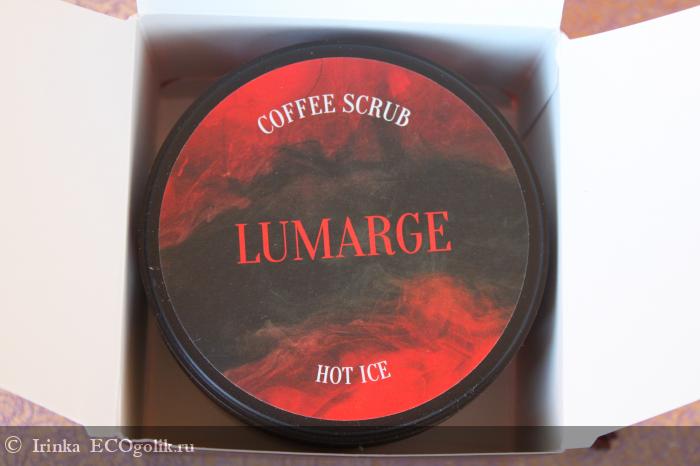 COFFEE SCRUB
LUMARGE
HOT ICE
© Irinka ECOgolik.ru